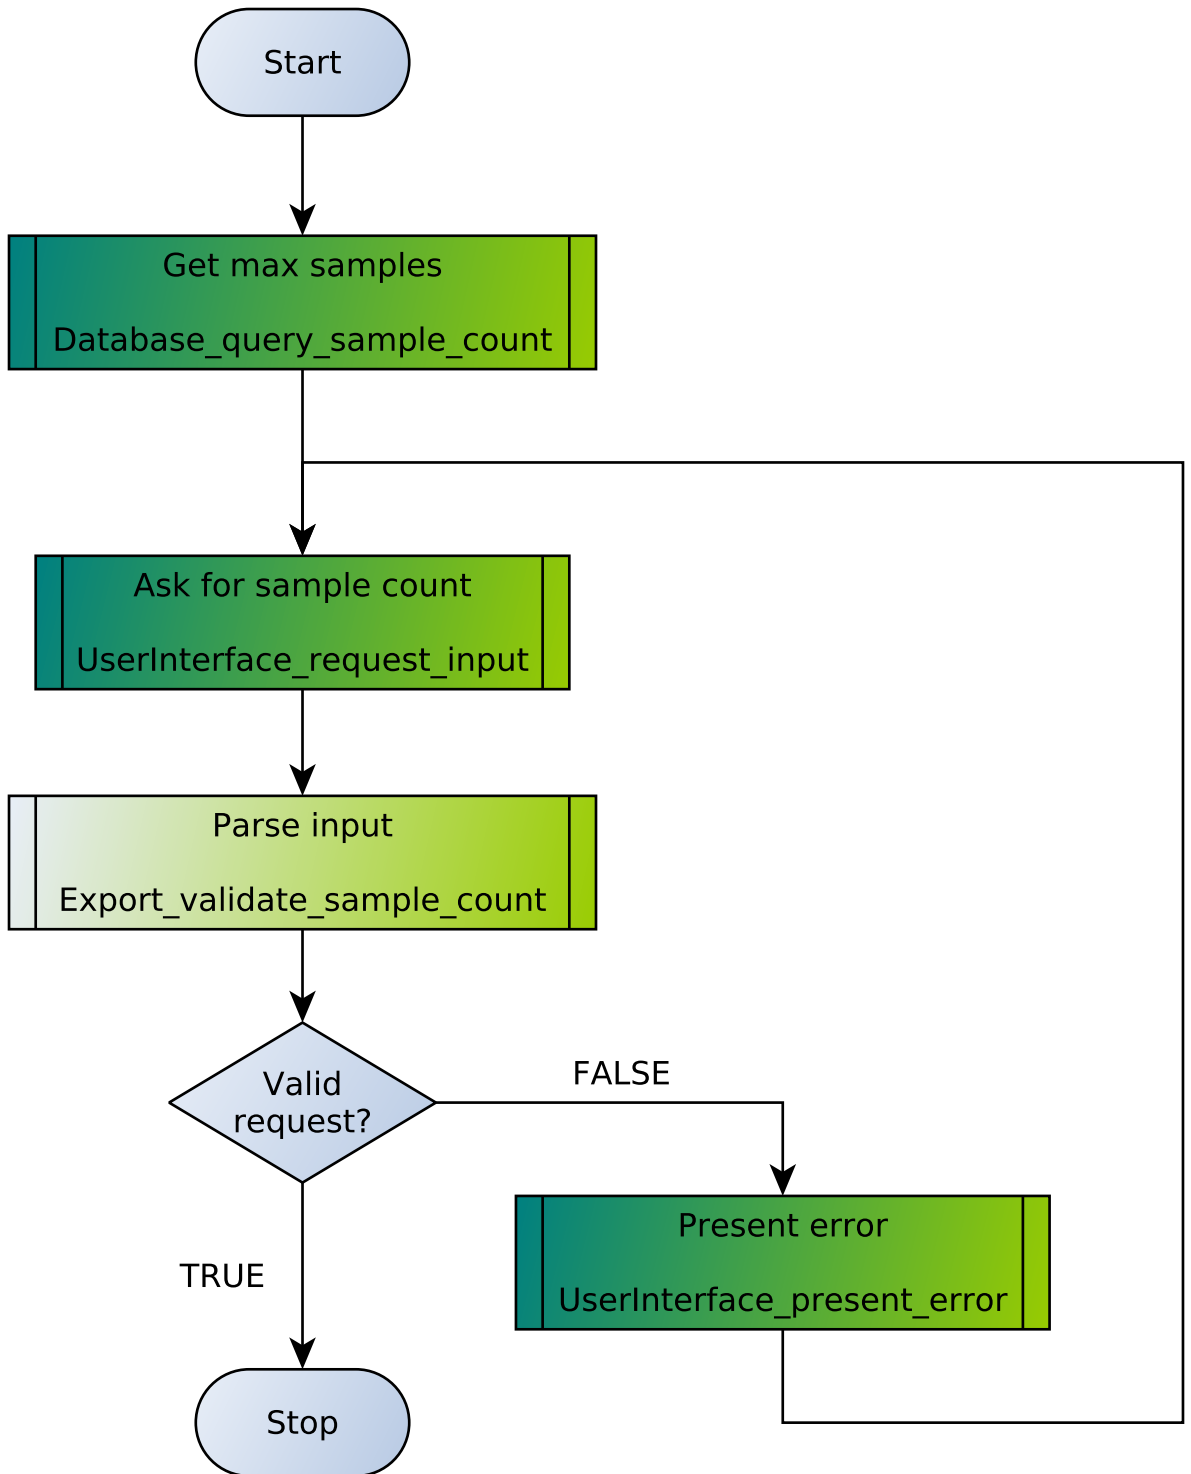 Start
Get max samples
Database_query_sample_count
Ask for sample count
UserInterface_request_input
Parse input
Export_validate_sample_count
Valid
request?
FALSE
Present error
UserInterface_present_error
TRUE
Stop